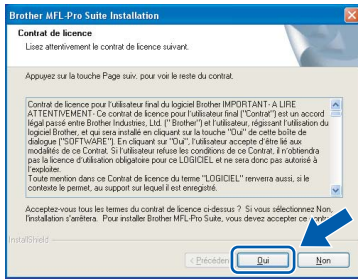 Brother MFL-Pro Suite Installation
Contrat de licence
Lisez attentivement le contrat de licence suivant.
Appuyez sur la touche Page suiv. pour voir le reste du contrat.
Contrat de licence pour l'utilisateur final du logiciel Brother IMPORTANT- A LIRE
ATTENTIVEMENT- Ce contrat de licence pour l'utilisateur final ("Contrat") est un accord
légal passé entre Brother Industries, Ltd. (" Brother") et l'utilisateur, régissant l'utilisation du
logiciel Brother, et qui sera installé en cliquant sur la touche "Oui" de cette boîte de
dialogue ("SOFTWARE"). En cliquant sur "Oui", l'utilisateur accepte d'être lié aux
modalités de ce Contrat. Si l'utilisateur refuse les conditions de ce Contrat, il n'obtiendra
pas la licence d'utilisation obligatoire pour ce LOGICIEL et ne sera donc pas autorisé à
l'exploiter.
Toute mention dans ce Contrat de licence du terme "LOGICIEL" renverra aussi, si le
contexte le permet, au support sur lequel il est enregistré.
Acceptez-vous tous les termes du contrat de licence ci-dessus ? Si vous sélectionnez Non,
l'installation s'arrêtera. Pour installer Brother MFL-Pro Suite, vous devez accepter ce
InstallShield
< Précédent Oui Non